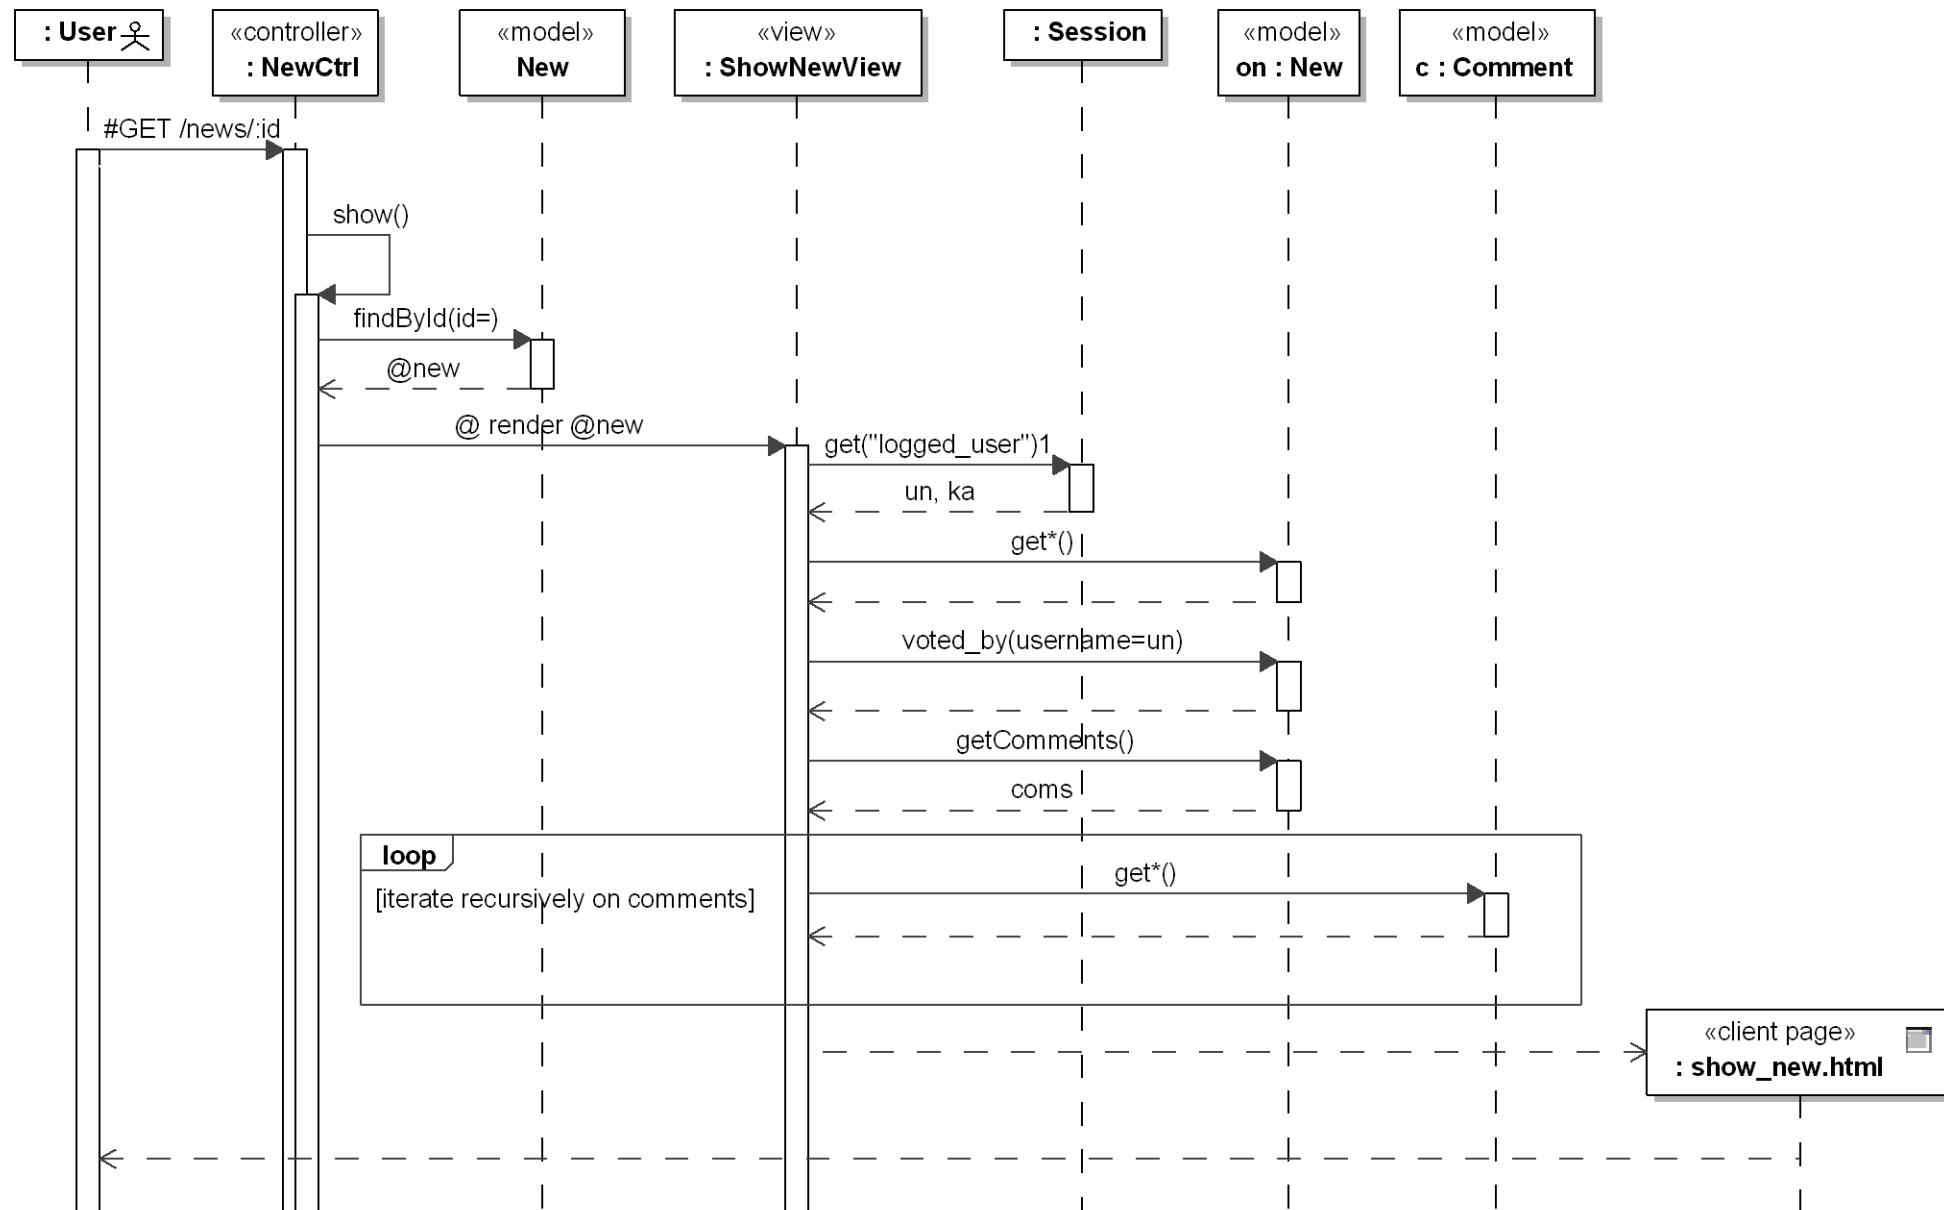 : User
«controller»
: NewCtrl
«model»
New
«view»
: ShowNewView
: Session
«model»
on : New
«model»
c : Comment
#GET /news/:id
show()
findById(id=)
@new
@ render @new
get("logged_user")1
un, ka
get*()
voted_by(username=un)
getComments()
coms
loop
[iterate recursively on comments]
get*()
«client page»
: show_new.html